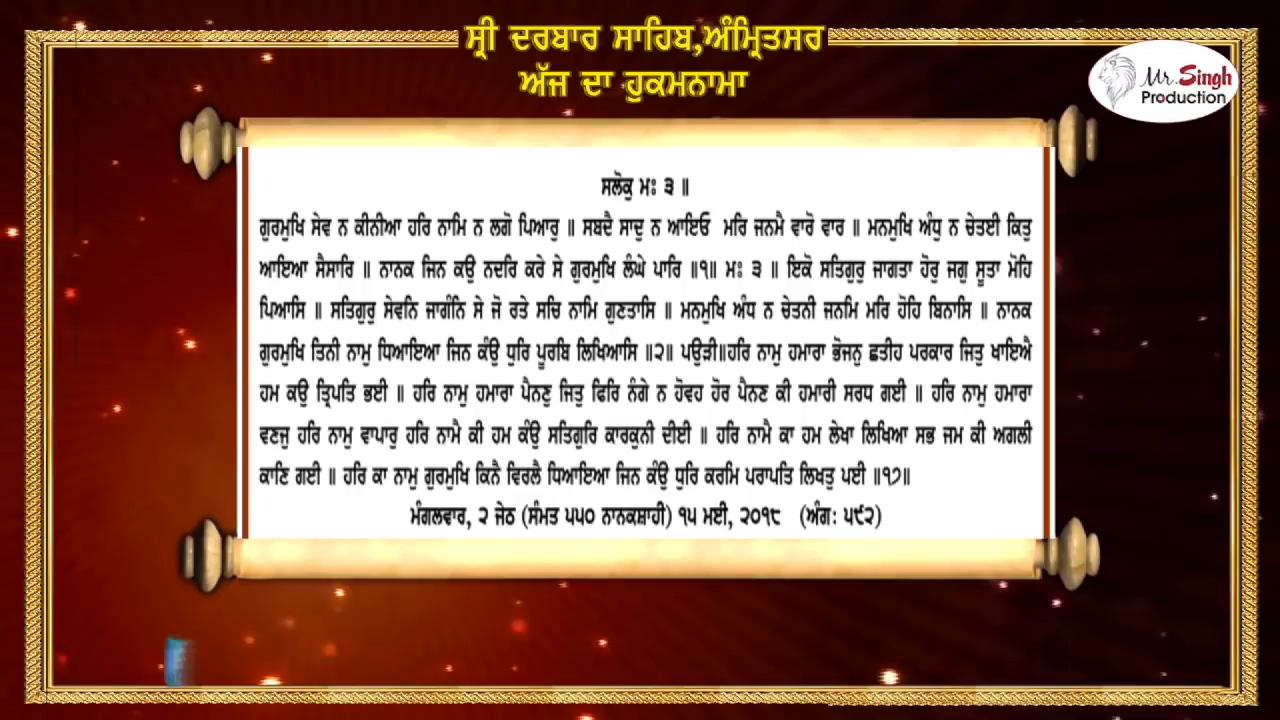 ਸ੍ਰੀ ਦਰਬਾਰ ਸਾਹਿਬ,ਅੰਮ੍ਰਿਤਸਰ
ਅੱਜ ਦਾ ਹੁਕਮਨਾਮਾ
Mr.Singh
Production
ਸਲੋਕੁ ਮਃ ੩ ॥
ਗੁਰਮੁਖਿ ਸੇਵ ਨ ਕੀਨੀਆ ਹਰਿ ਨਾਮਿ ਨ ਲਗੋ ਪਿਆਰੁ ॥ ਸਬਦੈ ਸਾਦੁ ਨ ਆਇਓ ਮਰਿ ਜਨਮੈ ਵਾਰੋ ਵਾਰ ॥ ਮਨਮੁਖਿ ਅੰਧੁ ਨ ਚੇਤਈ ਕਿਤੁ
ਆਇਆ ਸੈਸਾਰਿ ॥ ਨਾਨਕ ਜਿਨ ਕਉ ਨਦਰਿ ਕਰੇ ਸੇ ਗੁਰਮੁਖਿ ਲੰਘੇ ਪਾਰਿ ॥੧॥ ਮਃ ੩ ॥ ਇਕੋ ਸਤਿਗੁਰੁ ਜਾਗਤਾ ਹੋਰੁ ਜਗੁ ਸੂਤਾ ਮੋਹਿ
ਪਿਆਸਿ ॥ ਸਤਿਗੁਰੁ ਸੇਵਨਿ ਜਾਗੰਨਿ ਸੇ ਜੋ ਰਤੇ ਸਚਿ ਨਾਮਿ ਗੁਣਤਾਸਿ ॥ ਮਨਮੁਖਿ ਅੰਧ ਨ ਚੇਤਨੀ ਜਨਮਿ ਮਰਿ ਹੋਹਿ ਬਿਨਾਸਿ ॥ ਨਾਨਕ
ਗੁਰਮੁਖਿ ਤਿਨੀ ਨਾਮੁ ਧਿਆਇਆ ਜਿਨ ਕੰਉ ਧੁਰਿ ਪੂਰਬਿ ਲਿਖਿਆਸਿ ॥੨॥ ਪਉੜੀ॥ਹਰਿ ਨਾਮੁ ਹਮਾਰਾ ਭੋਜਨੁ ਛਤੀਹ ਪਰਕਾਰ ਜਿਤੁ ਖਾਇਐ
ਹਮ ਕਉ ਤ੍ਰਿਪਤਿ ਭਈ ॥ ਹਰਿ ਨਾਮੁ ਹਮਾਰਾ ਪੈਨਣੁ ਜਿਤੁ ਫਿਰਿ ਨੰਗੇ ਨ ਹੋਵਹ ਹੋਰ ਪੈਨਣ ਕੀ ਹਮਾਰੀ ਸਰਧ ਗਈ ॥ ਹਰਿ ਨਾਮੁ ਹਮਾਰਾ
ਵਣਜੁ ਹਰਿ ਨਾਮੁ ਵਾਪਾਰੁ ਹਰਿ ਨਾਮੈ ਕੀ ਹਮ ਕੰਉ ਸਤਿਗੁਰਿ ਕਾਰਕੁਨੀ ਦੀਈ ॥ ਹਰਿ ਨਾਮੈ ਕਾ ਹਮ ਲੇਖਾ ਲਿਖਿਆ ਸਭ ਜਮ ਕੀ ਅਗਲੀ
ਕਾਣਿ ਗਈ ॥ ਹਰਿ ਕਾ ਨਾਮੁ ਗੁਰਮੁਖਿ ਕਿਨੈ ਵਿਰਲੈ ਧਿਆਇਆ ਜਿਨ ਕੰਉ ਧੁਰਿ ਕਰਮਿ ਪਰਾਪਤਿ ਲਿਖਤੁ ਪਈ ॥੧੭॥
ਮੰਗਲਵਾਰ, ੨ ਜੇਠ (ਸੰਮਤ ੫੫੦ ਨਾਨਕਸ਼ਾਹੀ) ੧੫ ਮਈ, ੨੦੧੮ (ਅੰਗ: ੫੯੨)